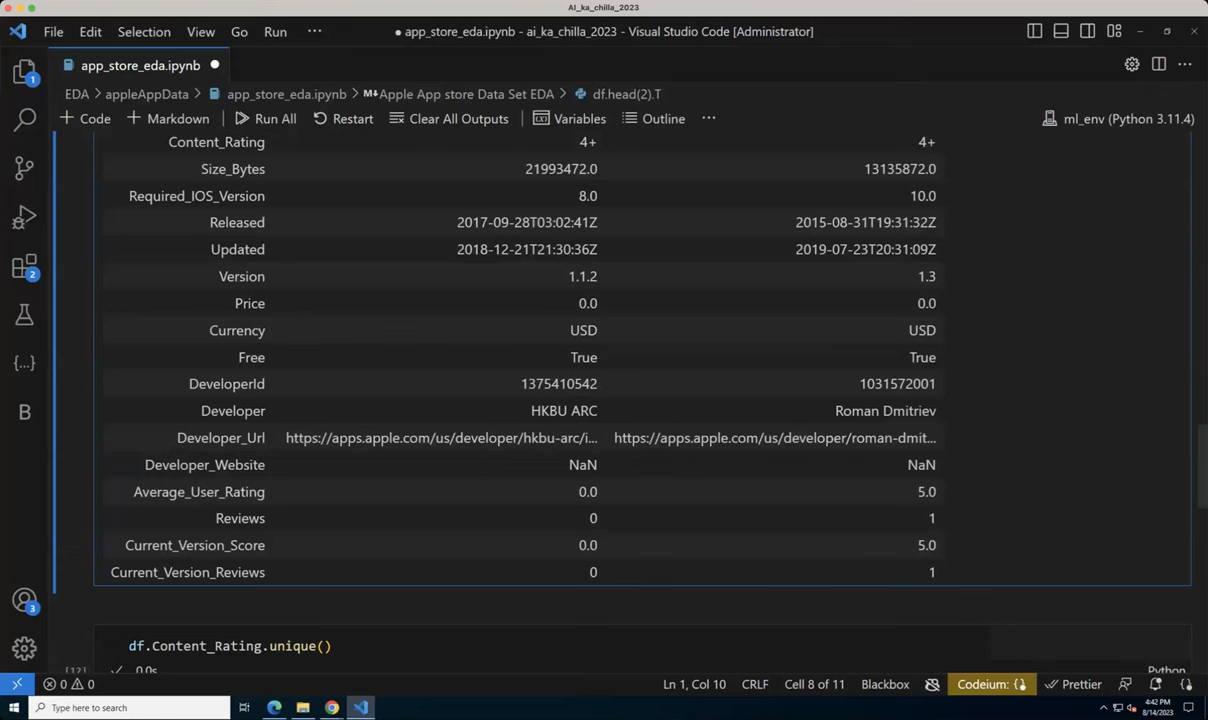 AI_ka_chilla_2023
File Edit Selection View Go Run ··· ● app_store_eda.ipynb - ai_ka_chilla_2023 - Visual Studio Code [Administrator]
app_store_eda.ipynb ●
EDA > appleAppData > app_store_eda.ipynb > M↓Apple App store Data Set EDA > df.head(2).T
+ Code + Markdown Run All Restart Clear All Outputs Variables Outline ··· ml_env (Python 3.11.4)
Content_Rating 4+ 4+
Size_Bytes 21993472.0 13135872.0
Required_IOS_Version 8.0 10.0
Released 2017-09-28T03:02:41Z 2015-08-31T19:31:32Z
Updated 2018-12-21T21:30:36Z 2019-07-23T20:31:09Z
Version 1.1.2 1.3
Price 0.0 0.0
Currency USD USD
Free True True
DeveloperId 1375410542 1031572001
Developer HKBU ARC Roman Dmitriev
Developer_Url https://apps.apple.com/us/developer/hkbu-arc/i... https://apps.apple.com/us/developer/roman-dmit...
Developer_Website NaN NaN
Average_User_Rating 0.0 5.0
Reviews 0 1
Current_Version_Score 0.0 5.0
Current_Version_Reviews 0 1
df.Content_Rating.unique()
[12] ✓ 0.0s Python
1
2
{...}
B
3
0 0 Ln 1, Col 10 CRLF Cell 8 of 11 Blackbox Codeium: {} Prettier
Type here to search 4:42 PM
8/14/2023